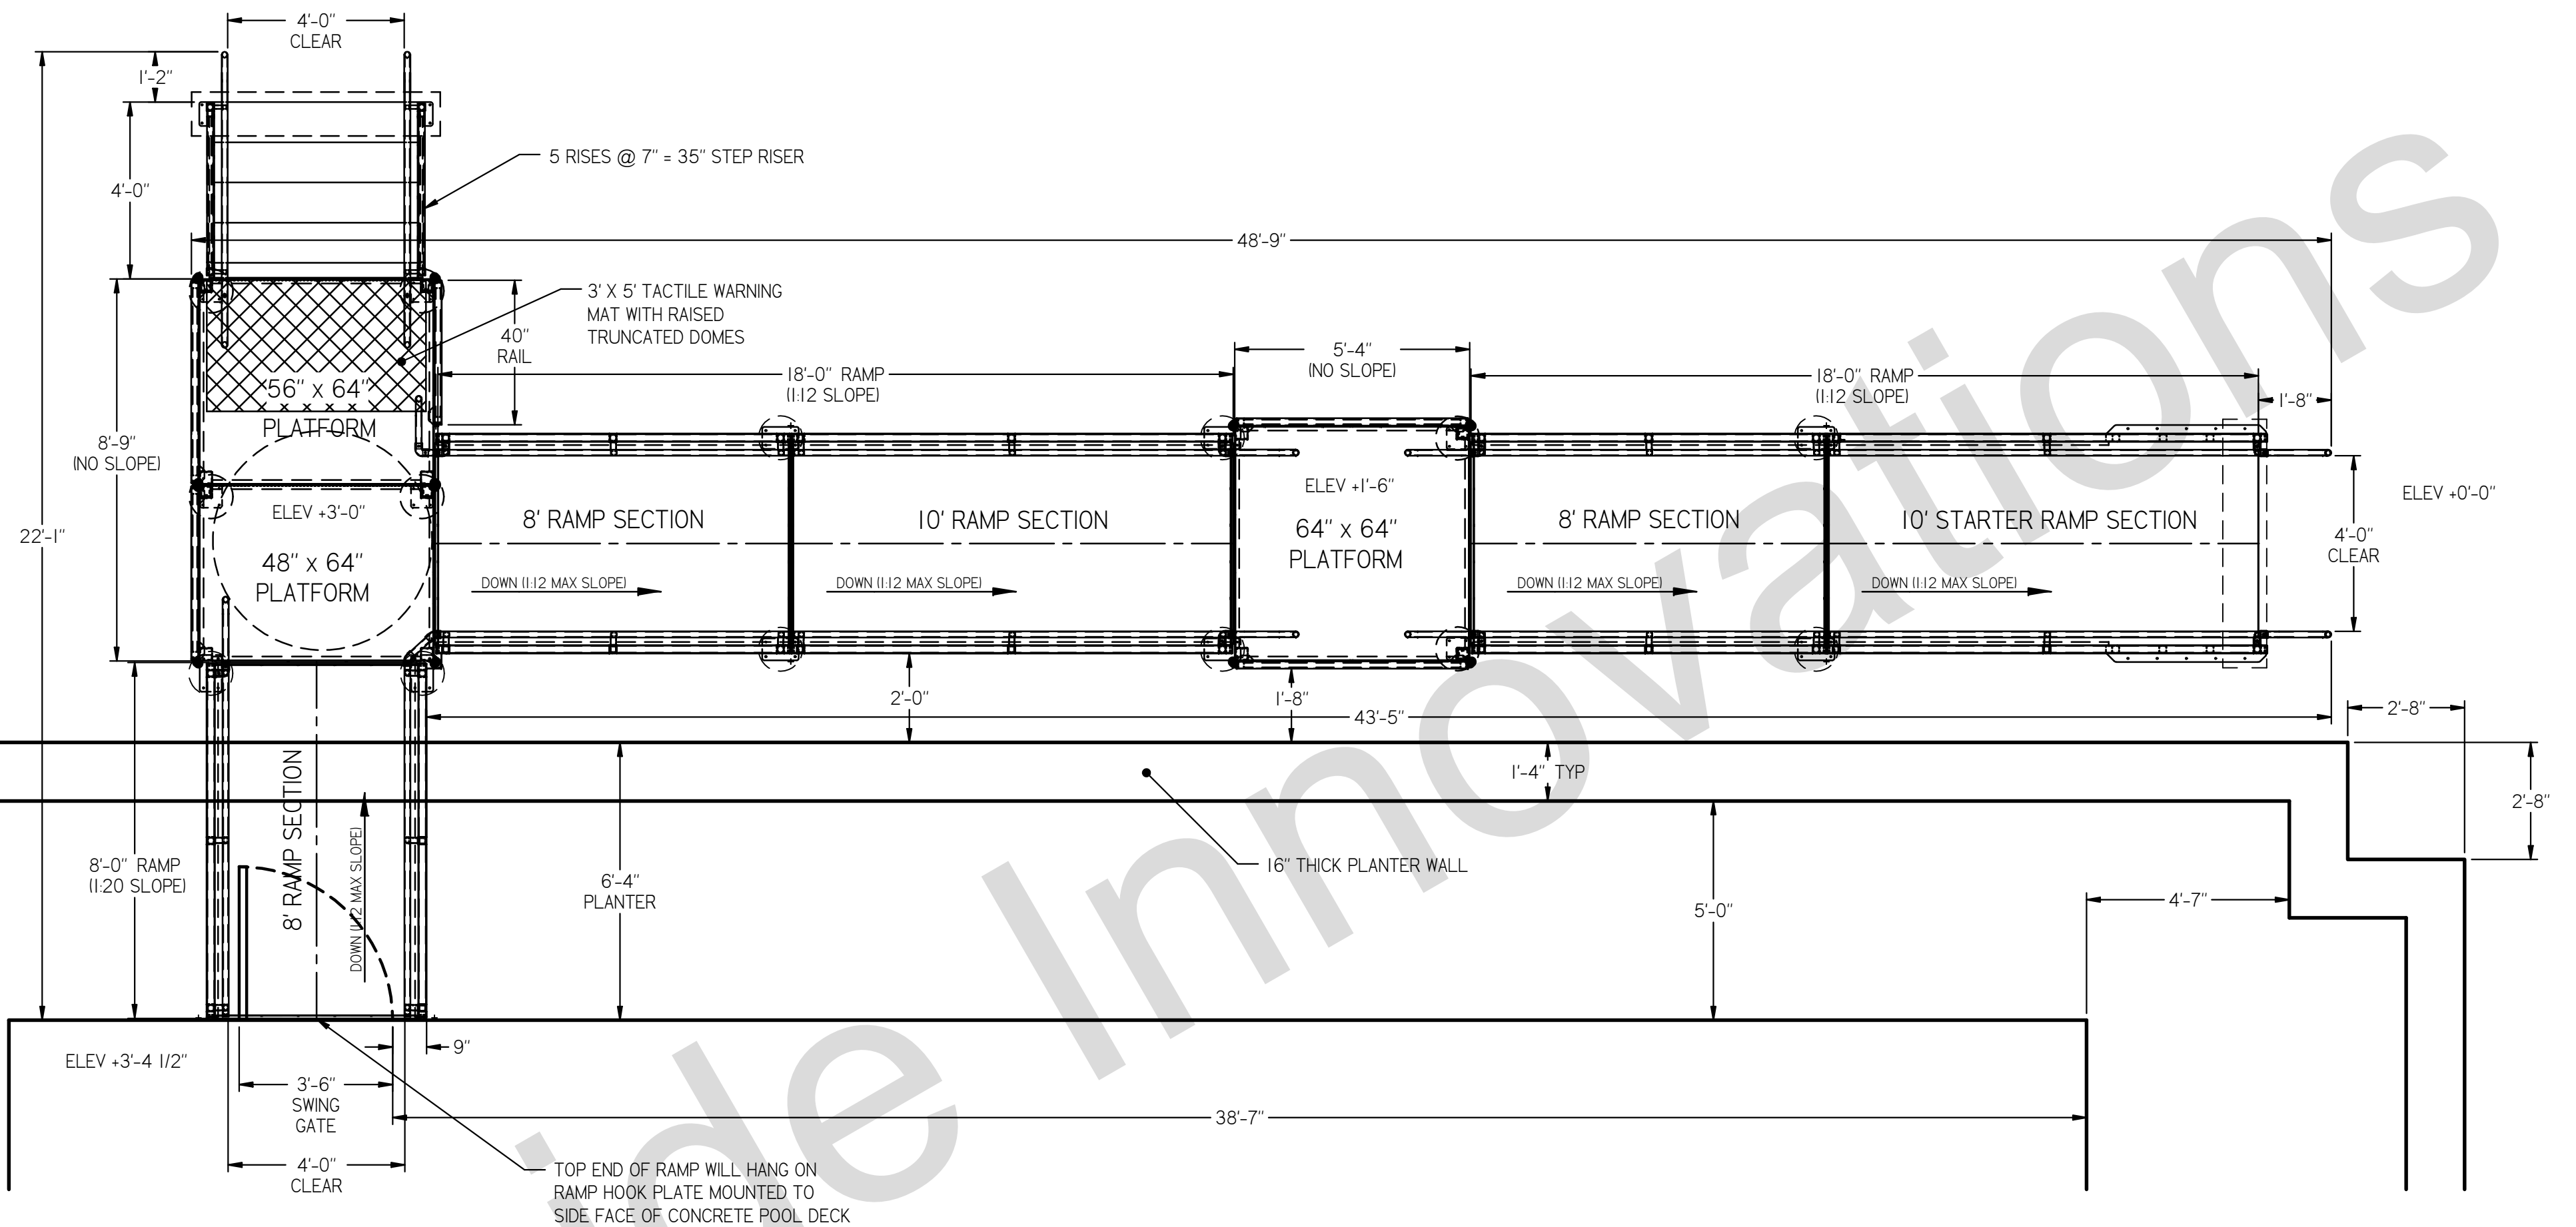 4'-0"
CLEAR
1'-2"
5 RISES @ 7" = 35" STEP RISER
4'-0"
48'-9"
3' X 5' TACTILE WARNING
MAT WITH RAISED
TRUNCATED DOMES
40"
RAIL
18'-0" RAMP
(1:12 SLOPE)
5'-4"
(NO SLOPE)
18'-0" RAMP
(1:12 SLOPE)
1'-8"
56" x 64"
PLATFORM
8'-9"
(NO SLOPE)
22'-1"
ELEV +3'-0"
48" x 64"
PLATFORM
8' RAMP SECTION
10' RAMP SECTION
ELEV +1'-6"
64" x 64"
PLATFORM
8' RAMP SECTION
10' STARTER RAMP SECTION
ELEV +0'-0"
4'-0"
CLEAR
DOWN (1:12 MAX SLOPE)
DOWN (1:12 MAX SLOPE)
DOWN (1:12 MAX SLOPE)
DOWN (1:12 MAX SLOPE)
2'-0"
1'-8"
43'-5"
2'-8"
2'-8"
1'-4" TYP
8' RAMP SECTION
DOWN (1:12 MAX SLOPE)
8'-0" RAMP
(1:20 SLOPE)
6'-4"
PLANTER
16" THICK PLANTER WALL
5'-0"
4'-7"
ELEV +3'-4 1/2"
9"
3'-6"
SWING
GATE
38'-7"
4'-0"
CLEAR
TOP END OF RAMP WILL HANG ON
RAMP HOOK PLATE MOUNTED TO
SIDE FACE OF CONCRETE POOL DECK
ide Innovations